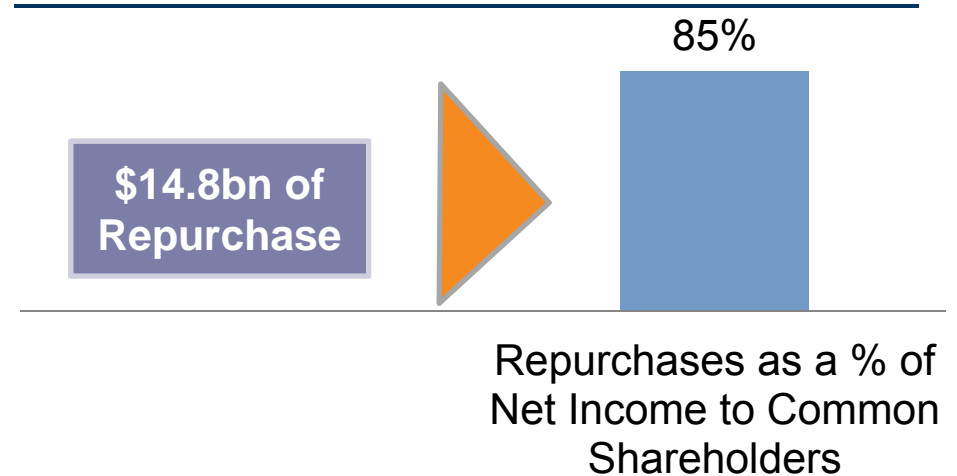 85%
$14.8bn of
Repurchase
Repurchases as a % of
Net Income to Common
Shareholders